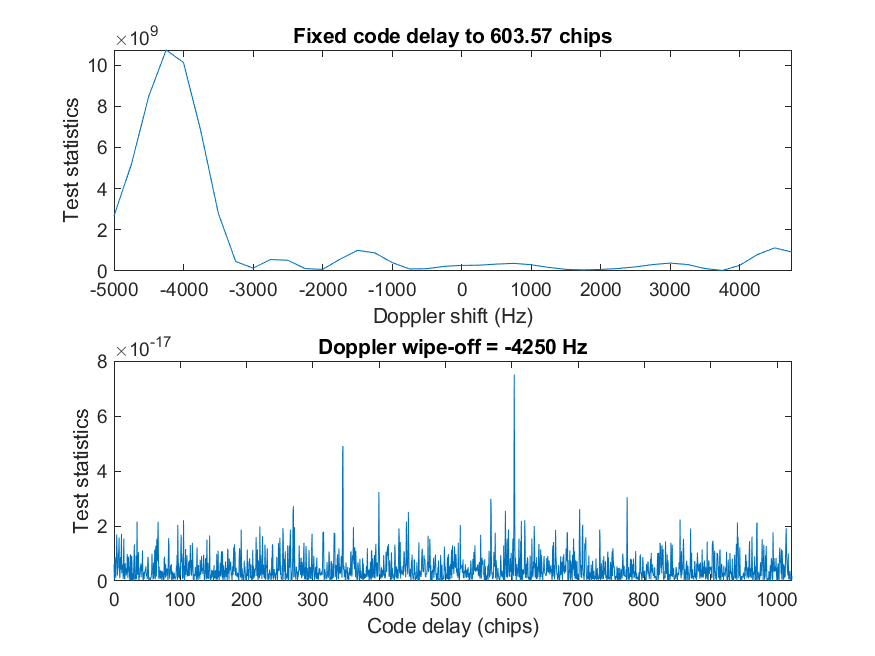 ×10^9
Fixed code delay to 603.57 chips
10
8
6
4
2
0
Test statistics
-5000 -4000 -3000 -2000 -1000 0 1000 2000 3000 4000
Doppler shift (Hz)
×10^-17
Doppler wipe-off = -4250 Hz
8
6
4
2
0
Test statistics
0 100 200 300 400 500 600 700 800 900 1000
Code delay (chips)